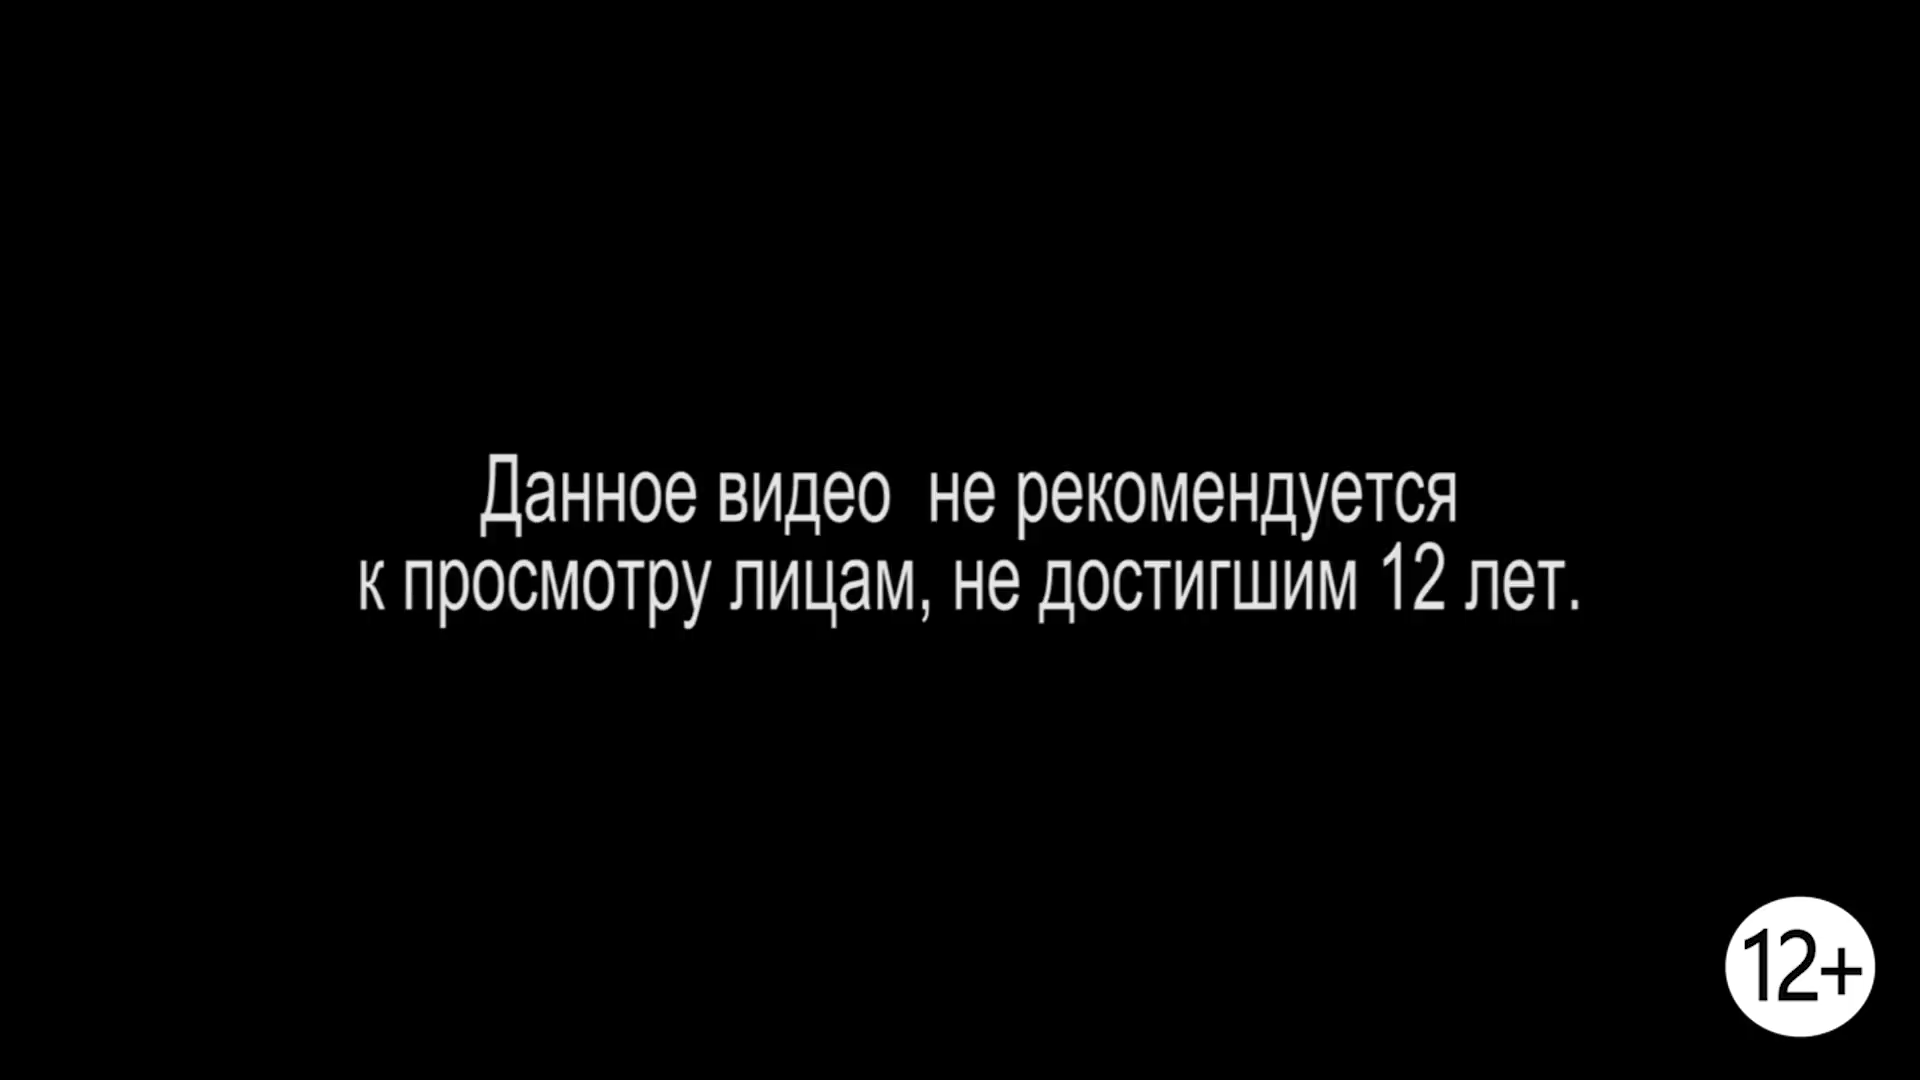 Данное видео  не рекомендуется
к просмотру лицам, не достигшим 12 лет.
12+